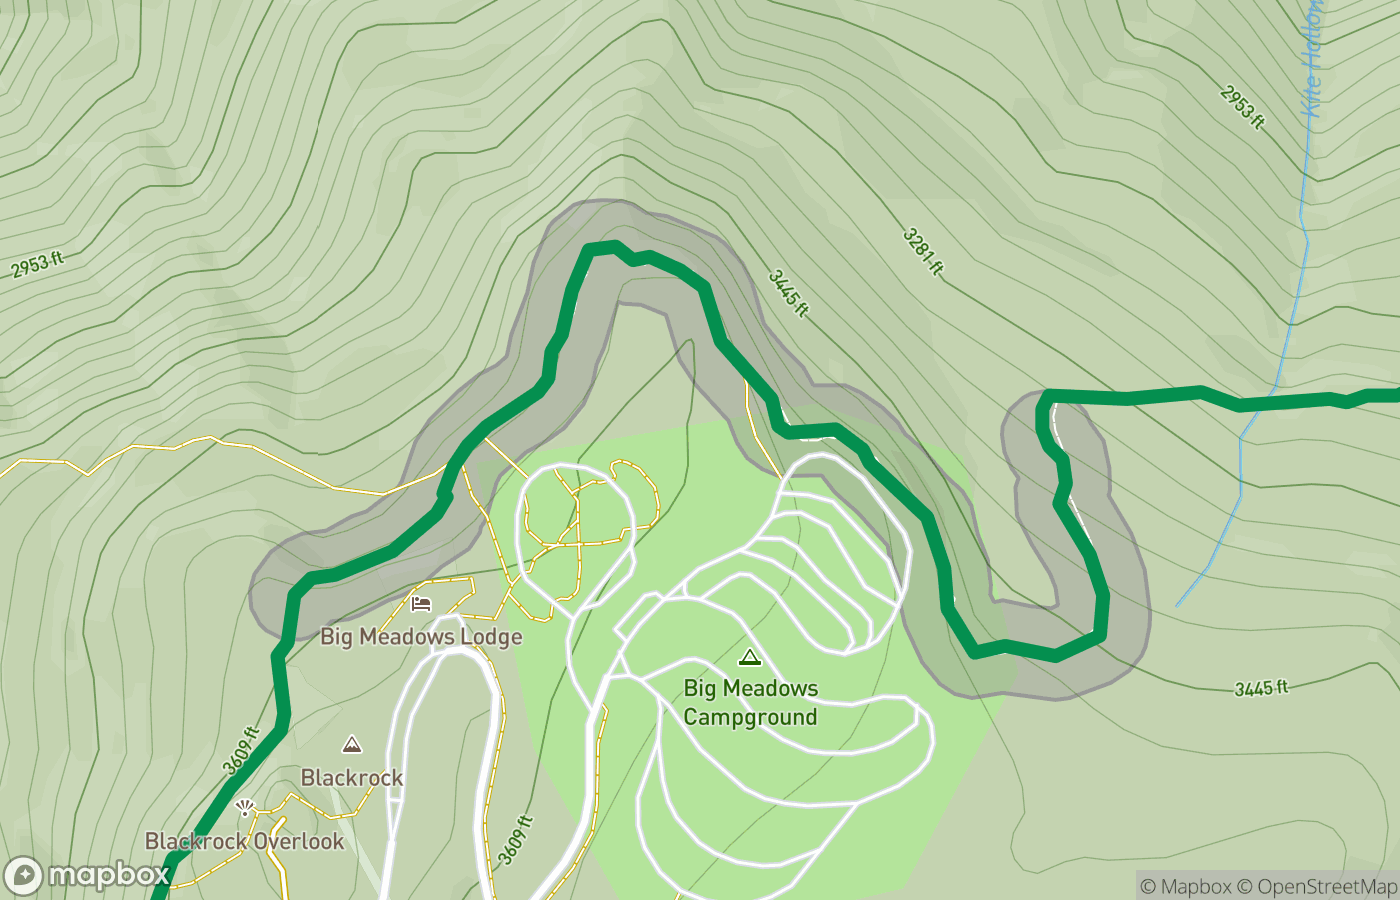 Kite Hollow
2953 ft
2953 ft
3281 ft
3445 ft
Big Meadows Lodge
Big Meadows
Campground
3445 ft
3609 ft
Blackrock
Blackrock Overlook
3609 ft
mapbox
© Mapbox © OpenStreetMap